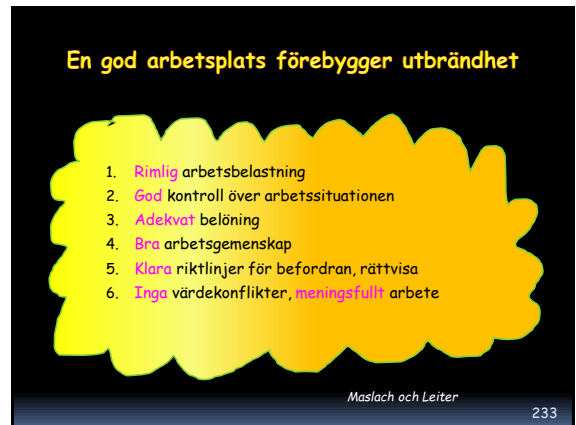 En god arbetsplats förebygger utbrändhet
1. Rimlig arbetsbelastning
2. God kontroll över arbetssituationen
3. Adekvat belöning
4. Bra arbetsgemenskap
5. Klara riktlinjer för befordran, rättvisa
6. Inga värdekonflikter, meningsfullt arbete
Maslach och Leiter
233